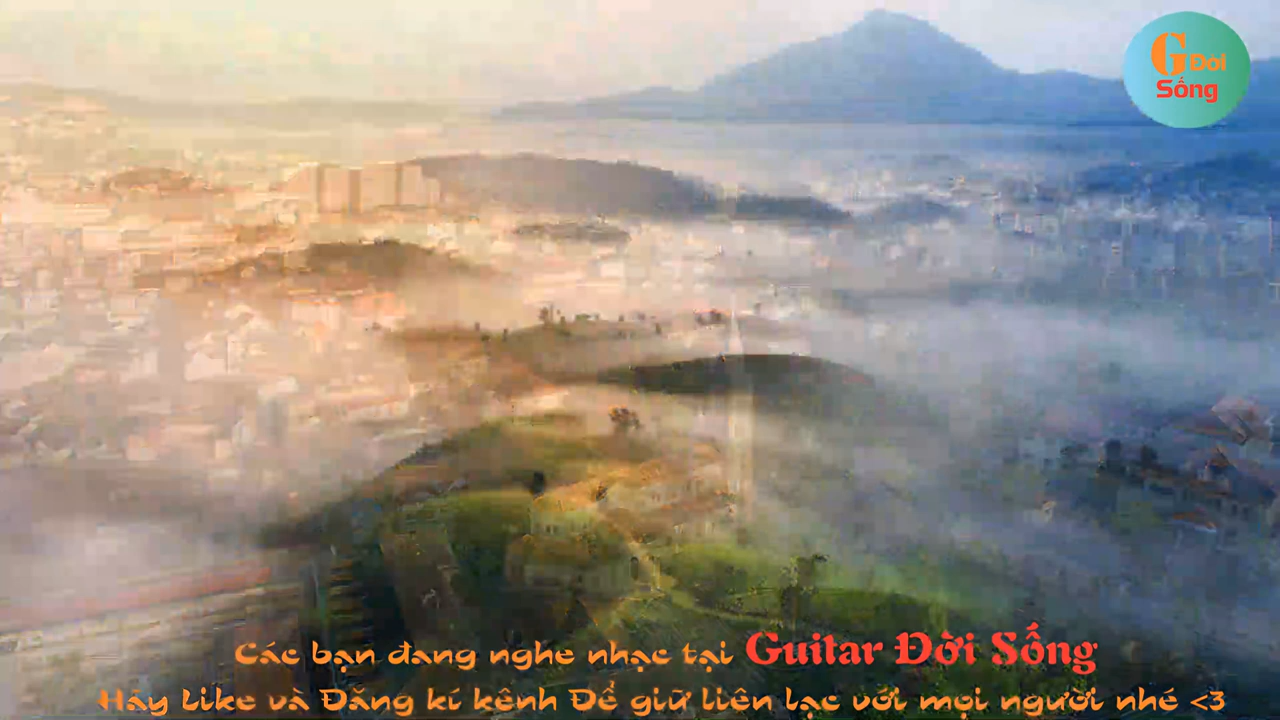 G Đời
Sống
Các bạn đang nghe nhạc tại Guitar Đời Sống
Hãy Like và Đăng kí kênh Để giữ liên lạc với mọi người nhé <3